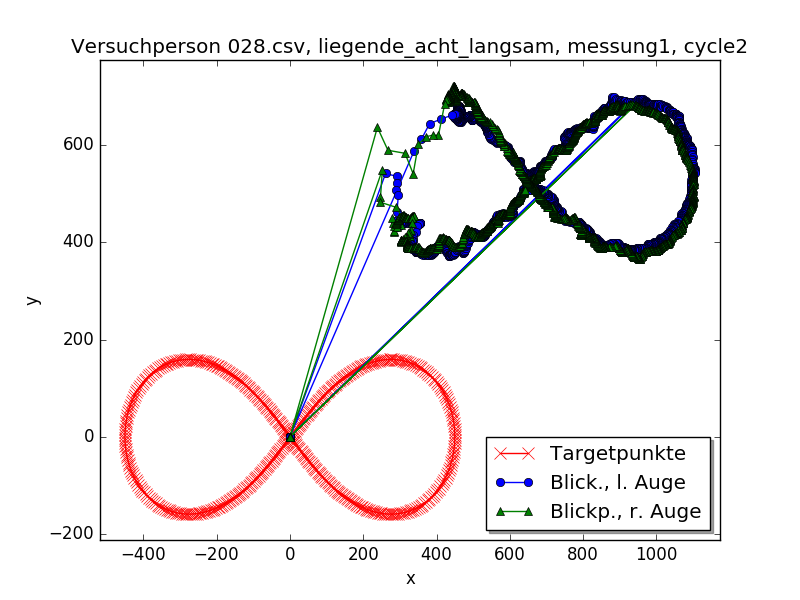 Versuchperson 028.csv, liegende_acht_langsam, messung1, cycle2
600
400
200
0
−200
y
−400
−200
0
200
400
600
800
1000
x
Targetpunkte
Blick., l. Auge
Blickp., r. Auge